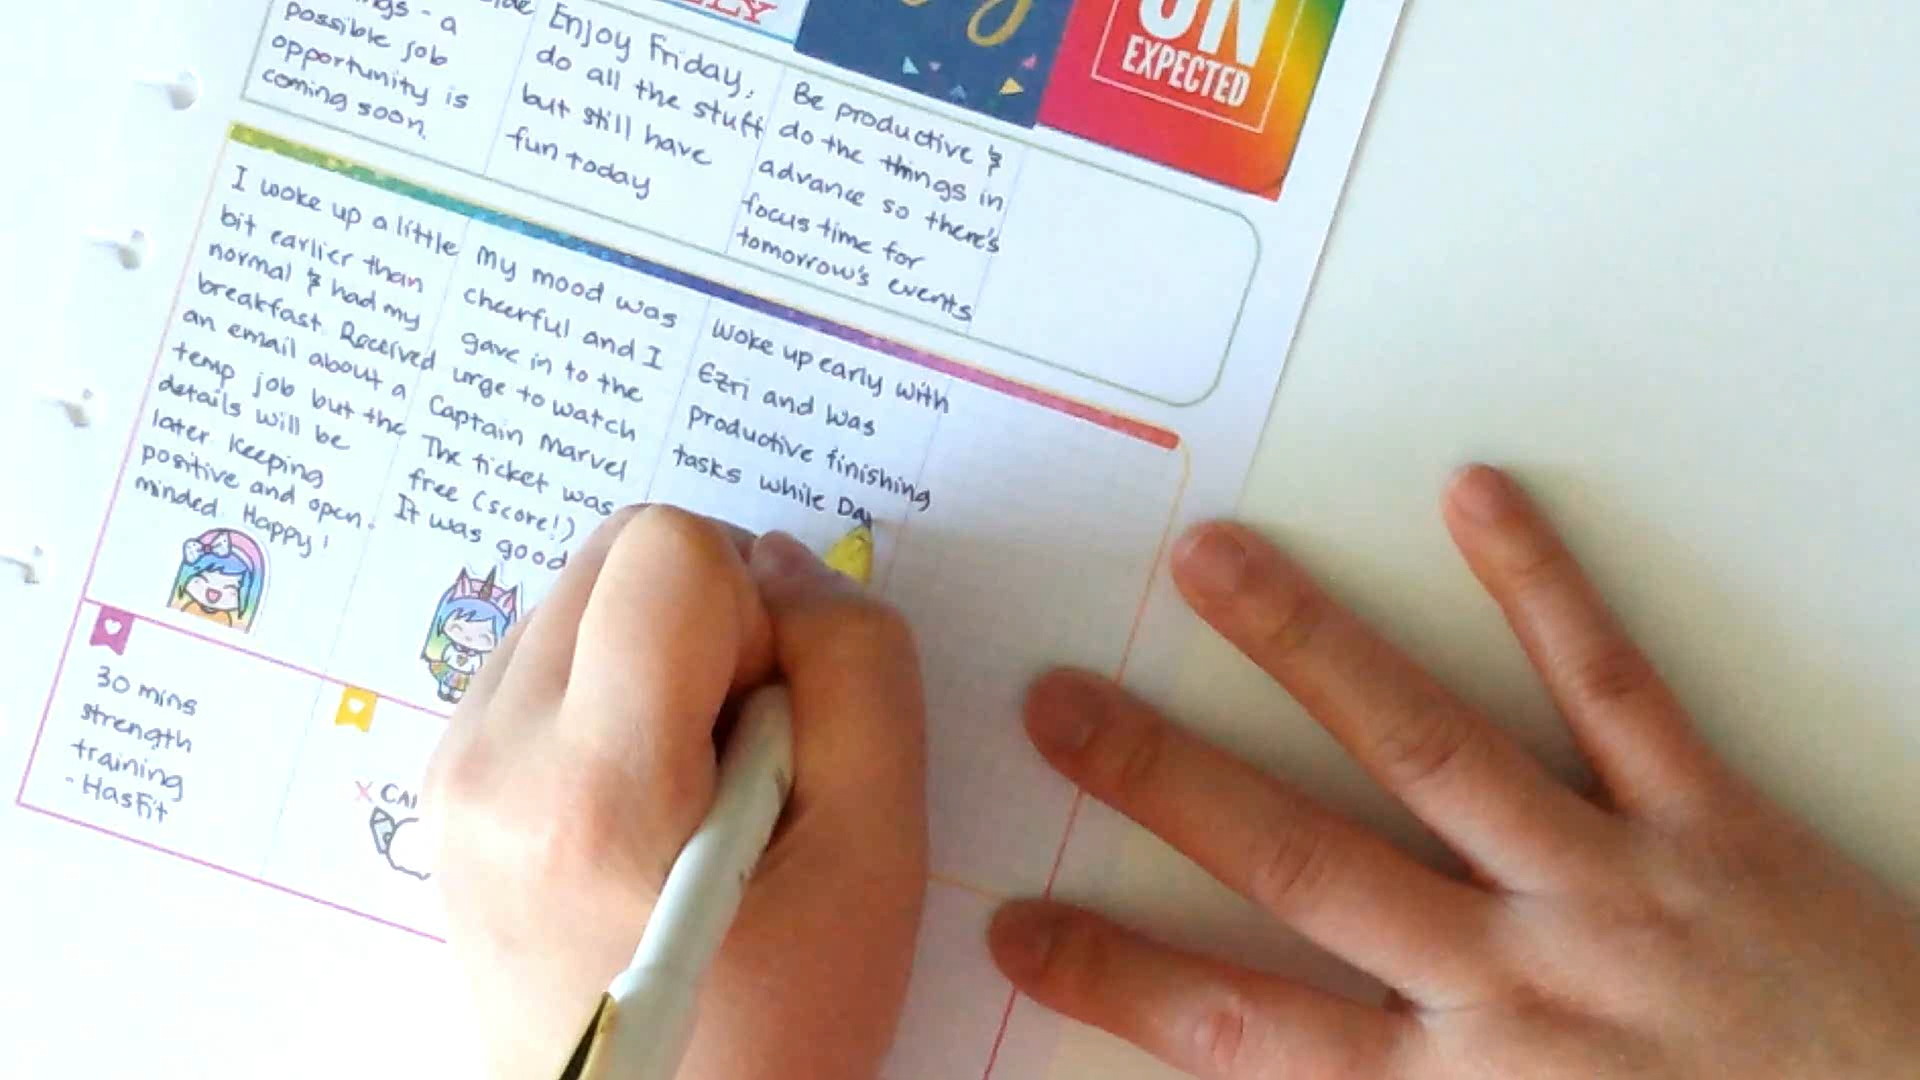 LY
UN
EXPECTED
ngs - a
possible job
opportunity is
coming soon.
Enjoy Friday,
do all the stuff
but still have
fun today
Be productive &
do the things in
advance so there's
focus time for
tomorrow's events
I woke up a little
bit earlier than
normal & had my
breakfast. Received
an email about a
temp job but the
details will be
later. Keeping
positive and open-
minded. Happy!
My mood was
cheerful and I
gave in to the
urge to watch
Captain Marvel
The ticket was
free (score!)
It was good
Woke up early with
Ezri and was
productive finishing
tasks while Day
30 mins
strength
training
- HasFit
X CAR